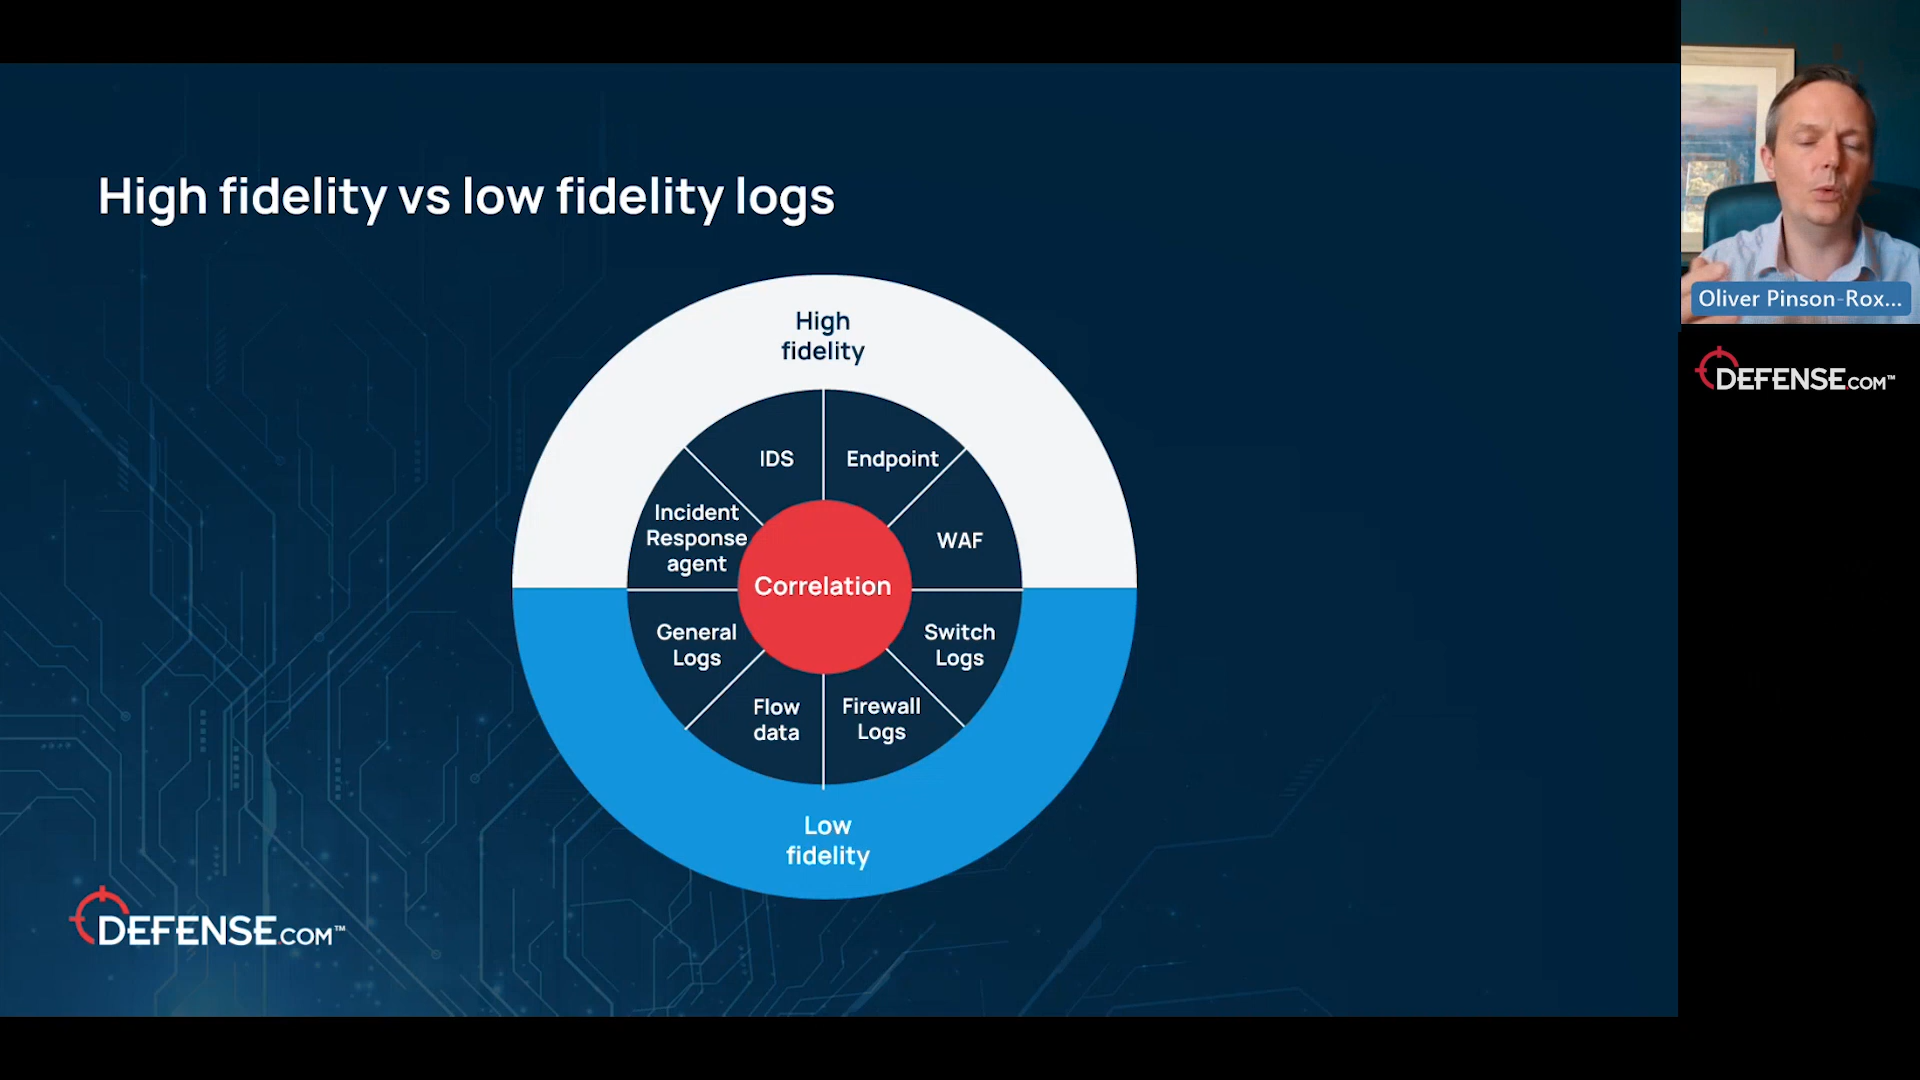 High fidelity vs low fidelity logs
High
fidelity
IDS
Endpoint
Incident
Response
agent
WAF
Correlation
General
Logs
Switch
Logs
Flow
data
Firewall
Logs
Low
fidelity
DEFENSE.COM™
Oliver Pinson-Rox...
DEFENSE.COM™